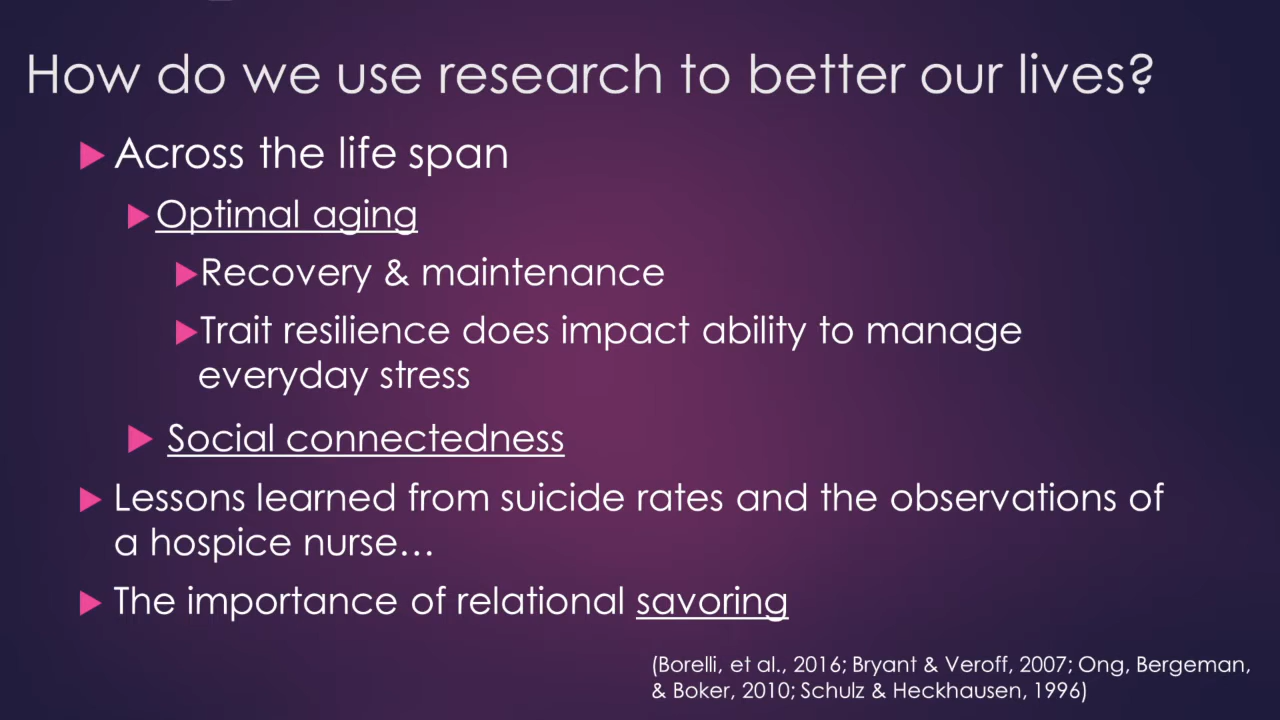 How do we use research to better our lives?
Across the life span
Optimal aging
Recovery & maintenance
Trait resilience does impact ability to manage
everyday stress
Social connectedness
Lessons learned from suicide rates and the observations of
a hospice nurse…
The importance of relational savoring
(Borelli, et al., 2016; Bryant & Veroff, 2007; Ong, Bergeman,
& Boker, 2010; Schulz & Heckhausen, 1996)